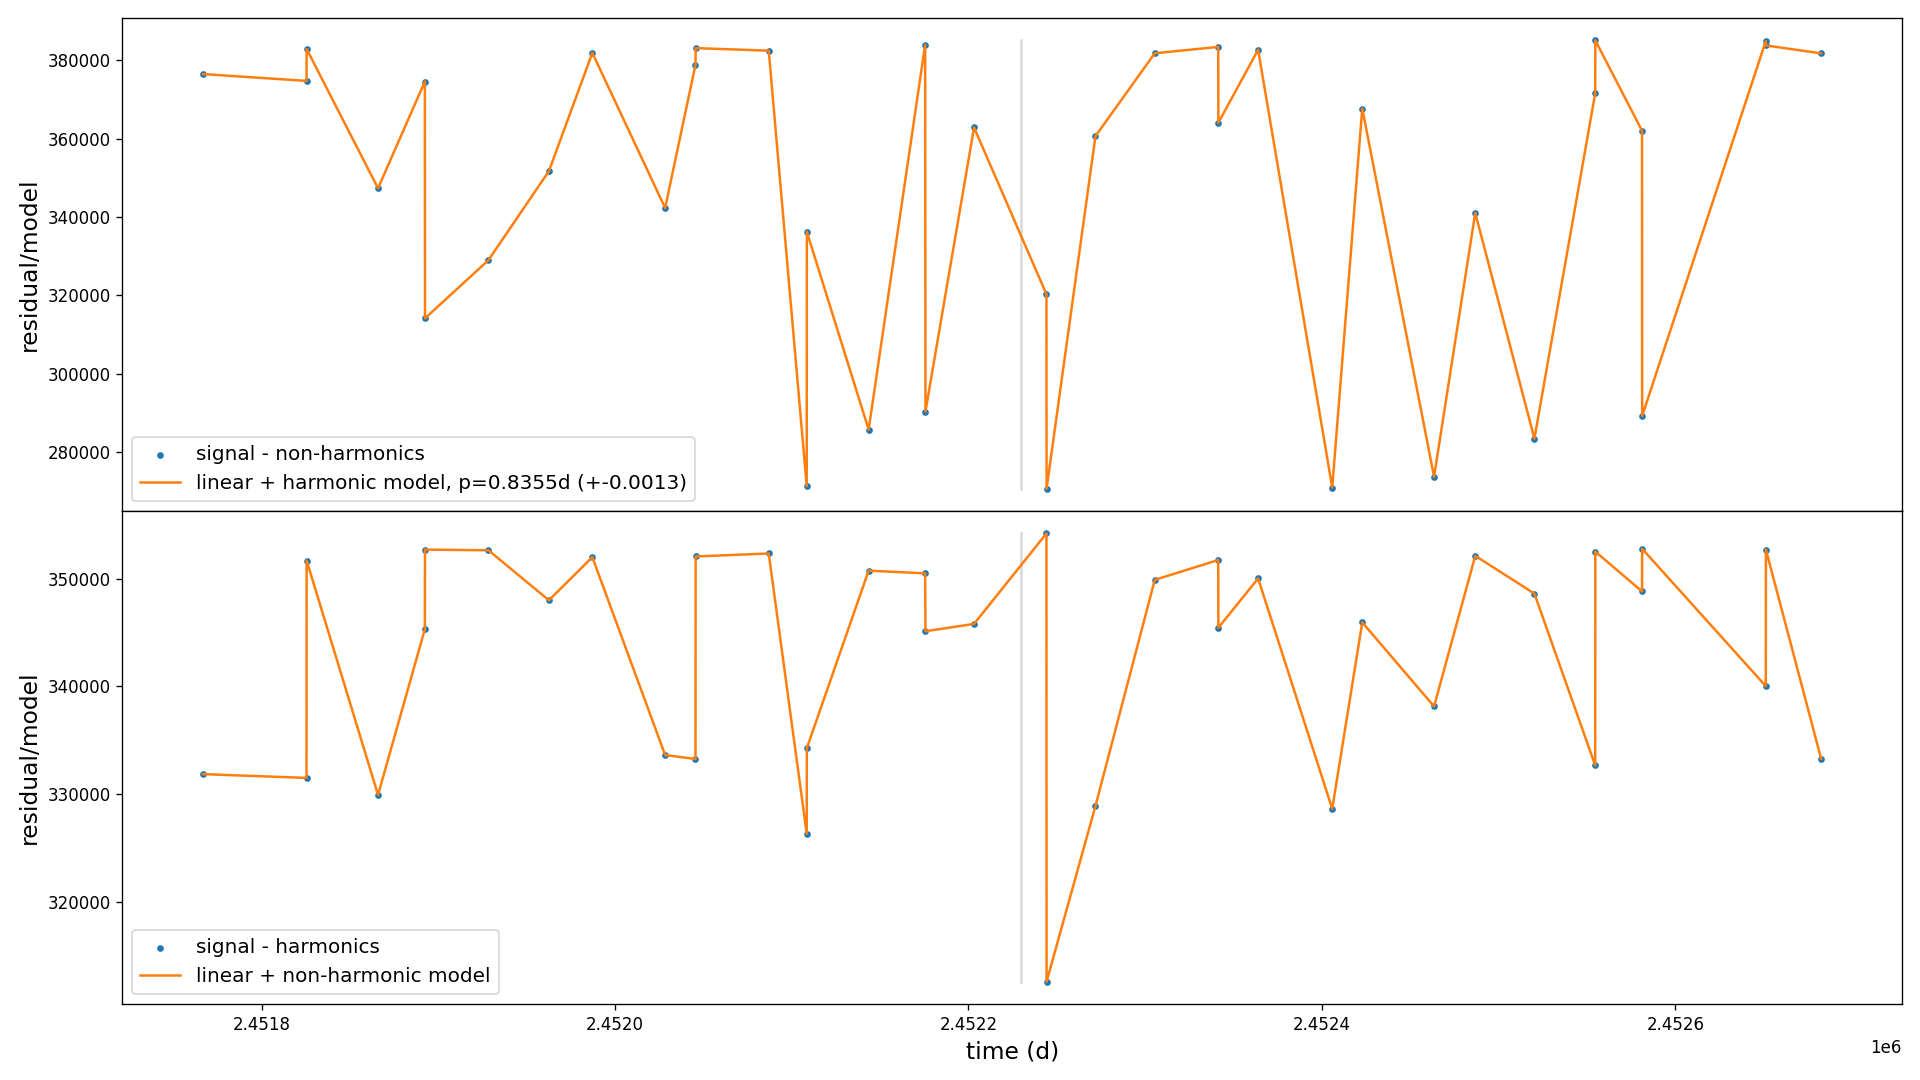 380000
360000
340000
320000
300000
280000
residual/model
signal - non-harmonics
linear + harmonic model, p=0.8355d (+-0.0013)
350000
340000
330000
320000
residual/model
signal - harmonics
linear + non-harmonic model
2.4518 2.4520 2.4522 2.4524 2.4526
time (d)
1e6